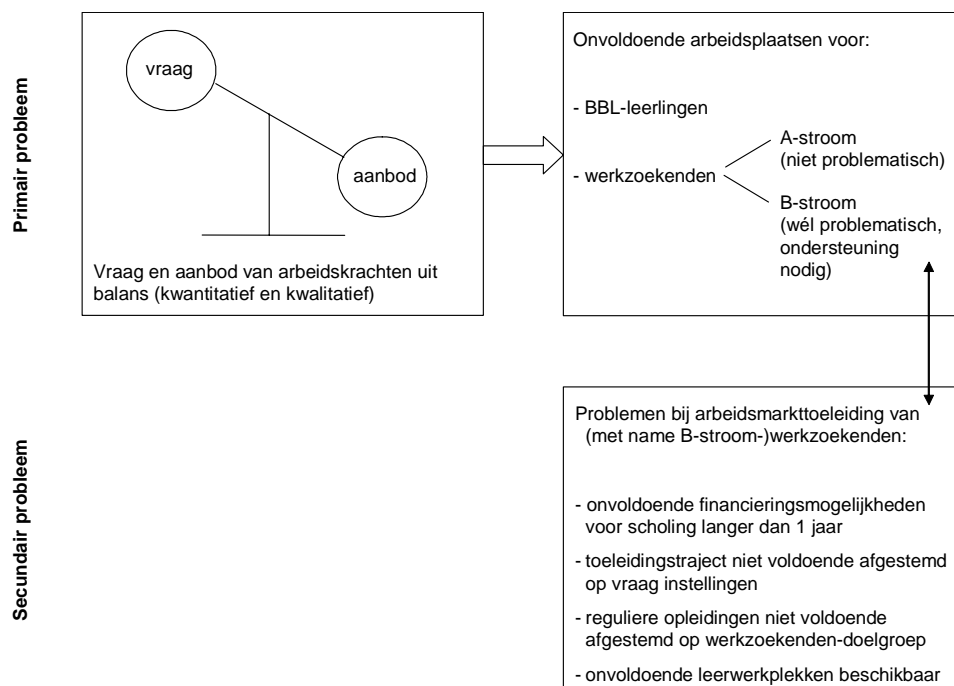 Primair probleem
vraag
aanbod
Vraag en aanbod van arbeidskrachten uit
balans (kwantitatief en kwalitatief)
Onvoldoende arbeidsplaatsen voor:
- BBL-leerlingen
- werkzoekenden
A-stroom
(niet problematisch)
B-stroom
(wél problematisch,
ondersteuning
nodig)
Secundair probleem
Problemen bij arbeidsmarkttoeleiding van
(met name B-stroom-)werkzoekenden:
- onvoldoende financieringsmogelijkheden
voor scholing langer dan 1 jaar
- toeleidingstraject niet voldoende afgestemd
op vraag instellingen
- reguliere opleidingen niet voldoende
afgestemd op werkzoekenden-doelgroep
- onvoldoende leerwerkplekken beschikbaar